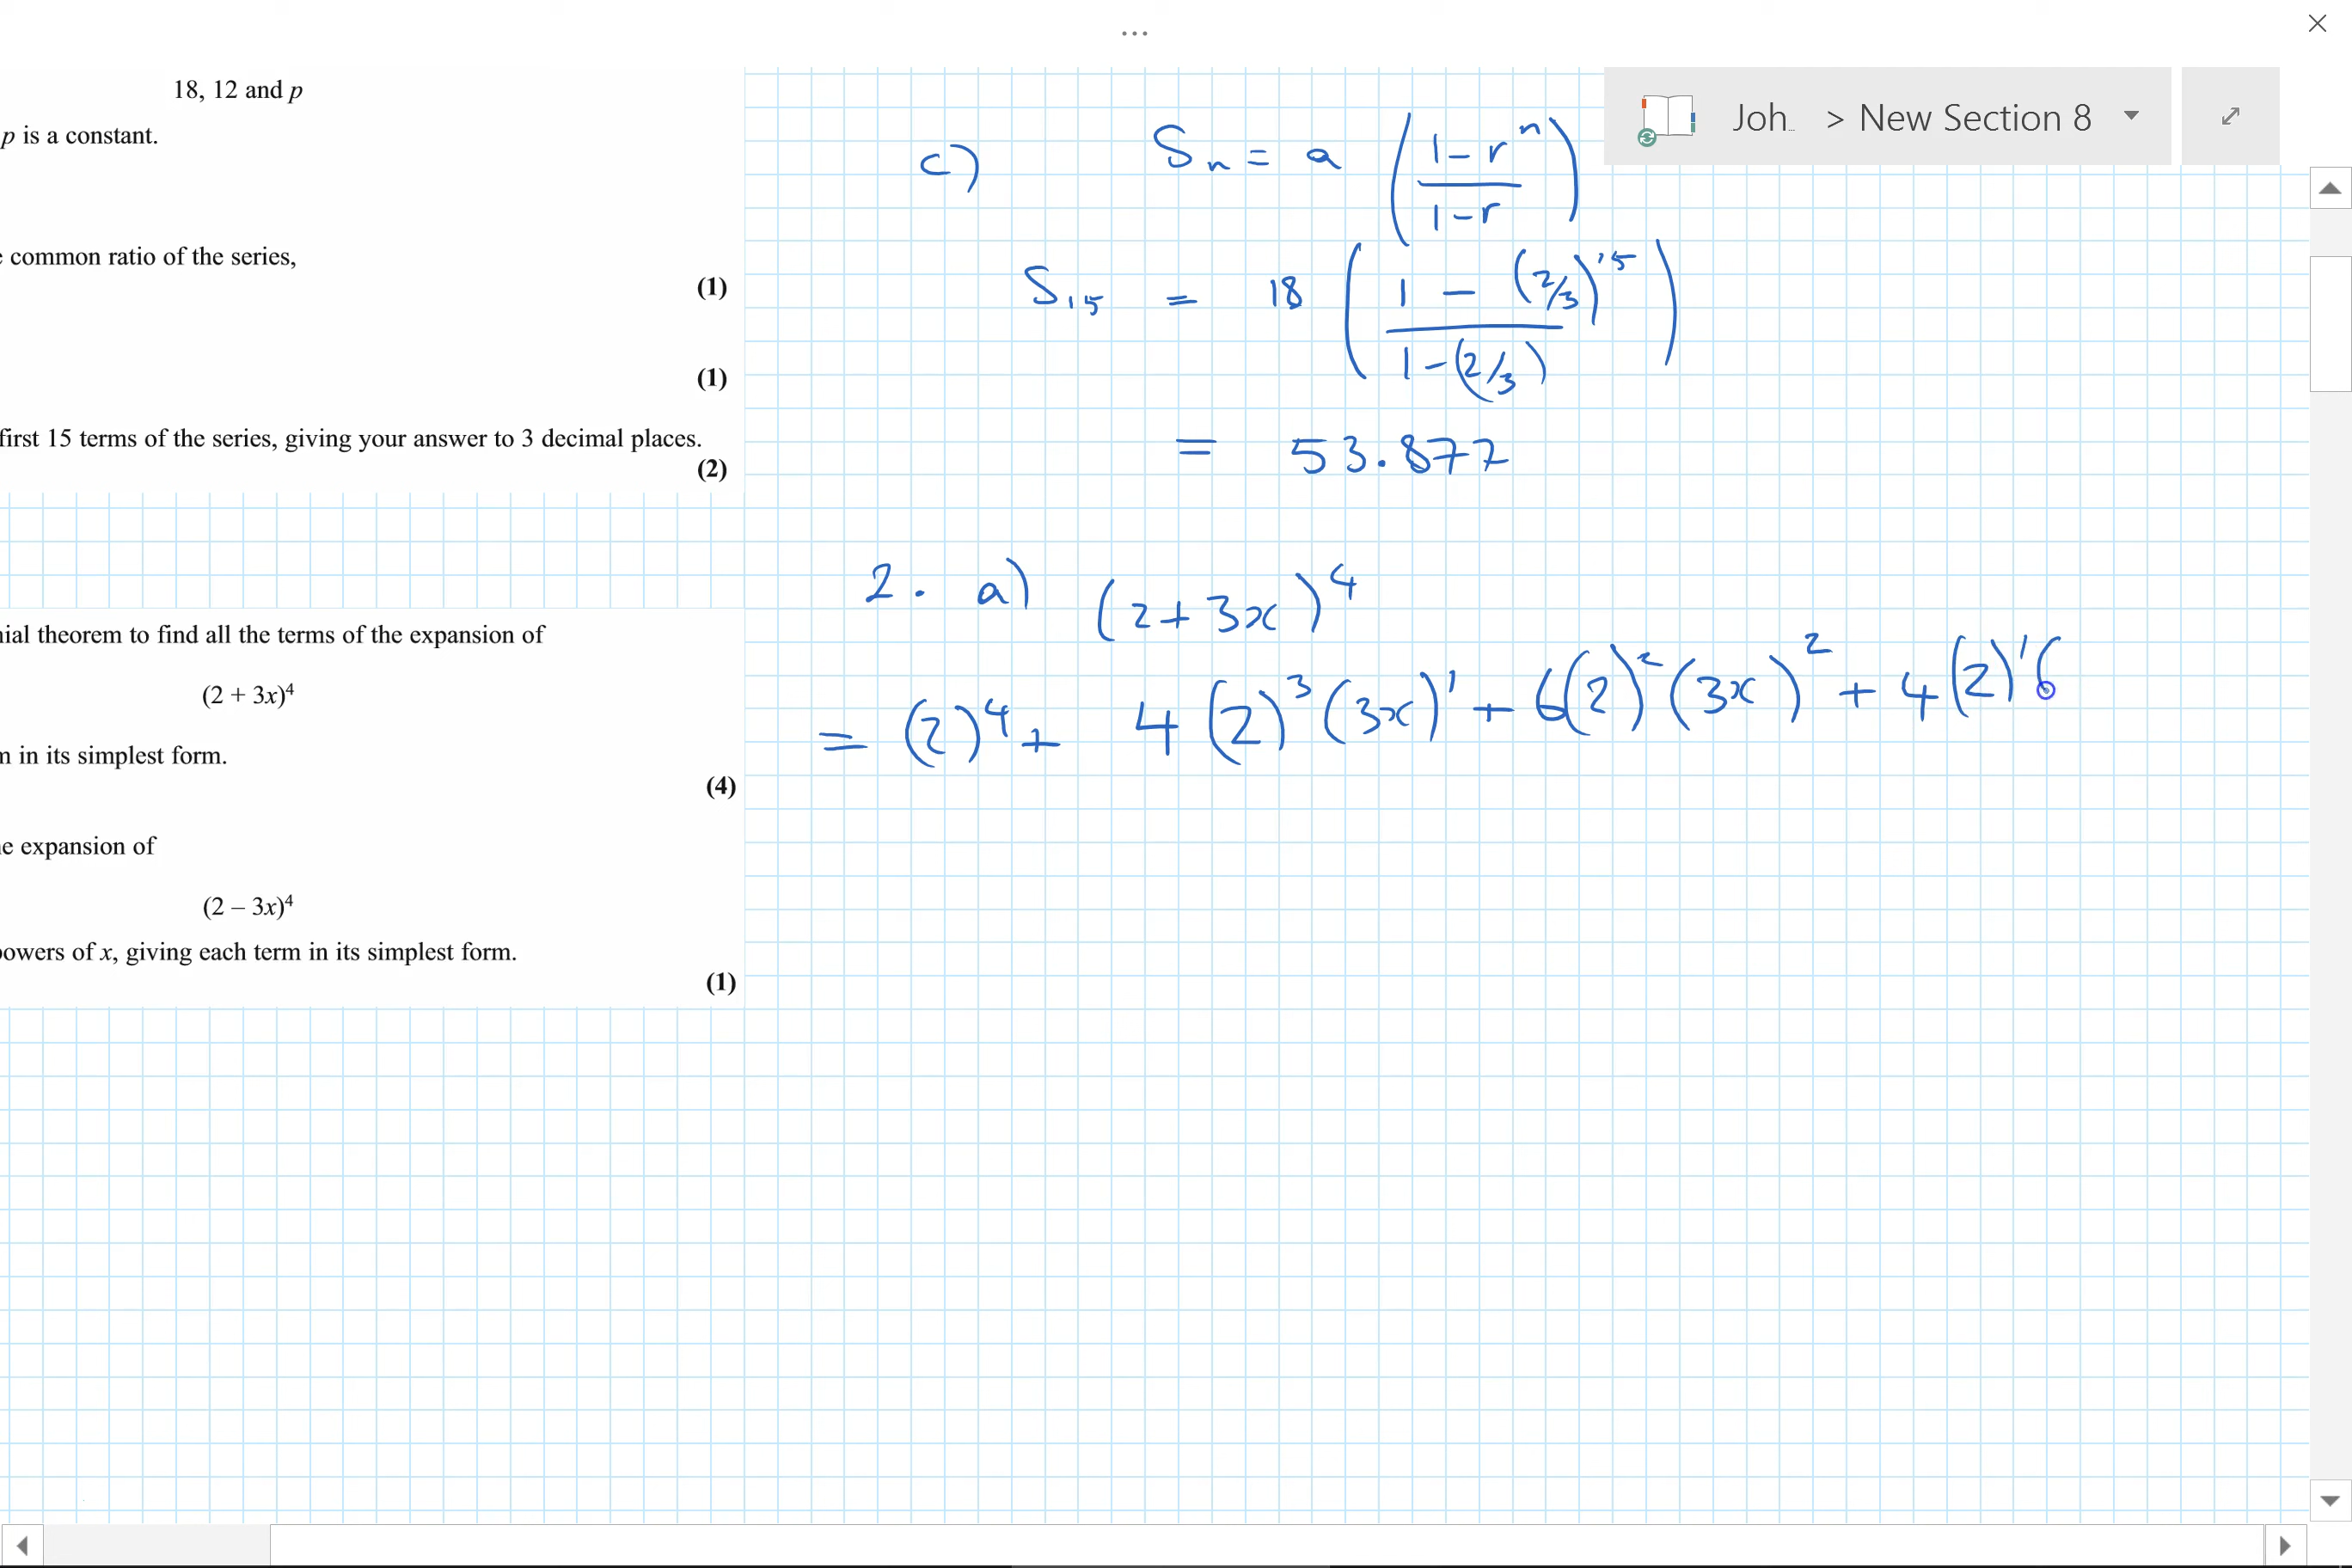 ...
Joh... > New Section 8
18, 12 and p
p is a constant.
e common ratio of the series,
(1)
(1)
first 15 terms of the series, giving your answer to 3 decimal places.
(2)
c) Sₙ = a ((1-rⁿ)/(1-r))
S₁₅ = 18 ((1 - (2/3)¹⁵)/(1-(2/3)))
= 53.877
nial theorem to find all the terms of the expansion of
(2 + 3x)⁴
m in its simplest form.
(4)
he expansion of
(2 – 3x)⁴
powers of x, giving each term in its simplest form.
(1)
2. a) (2+3x)⁴
= (2)⁴ + 4(2)³(3x)¹ + 6(2)²(3x)² + 4(2)¹(